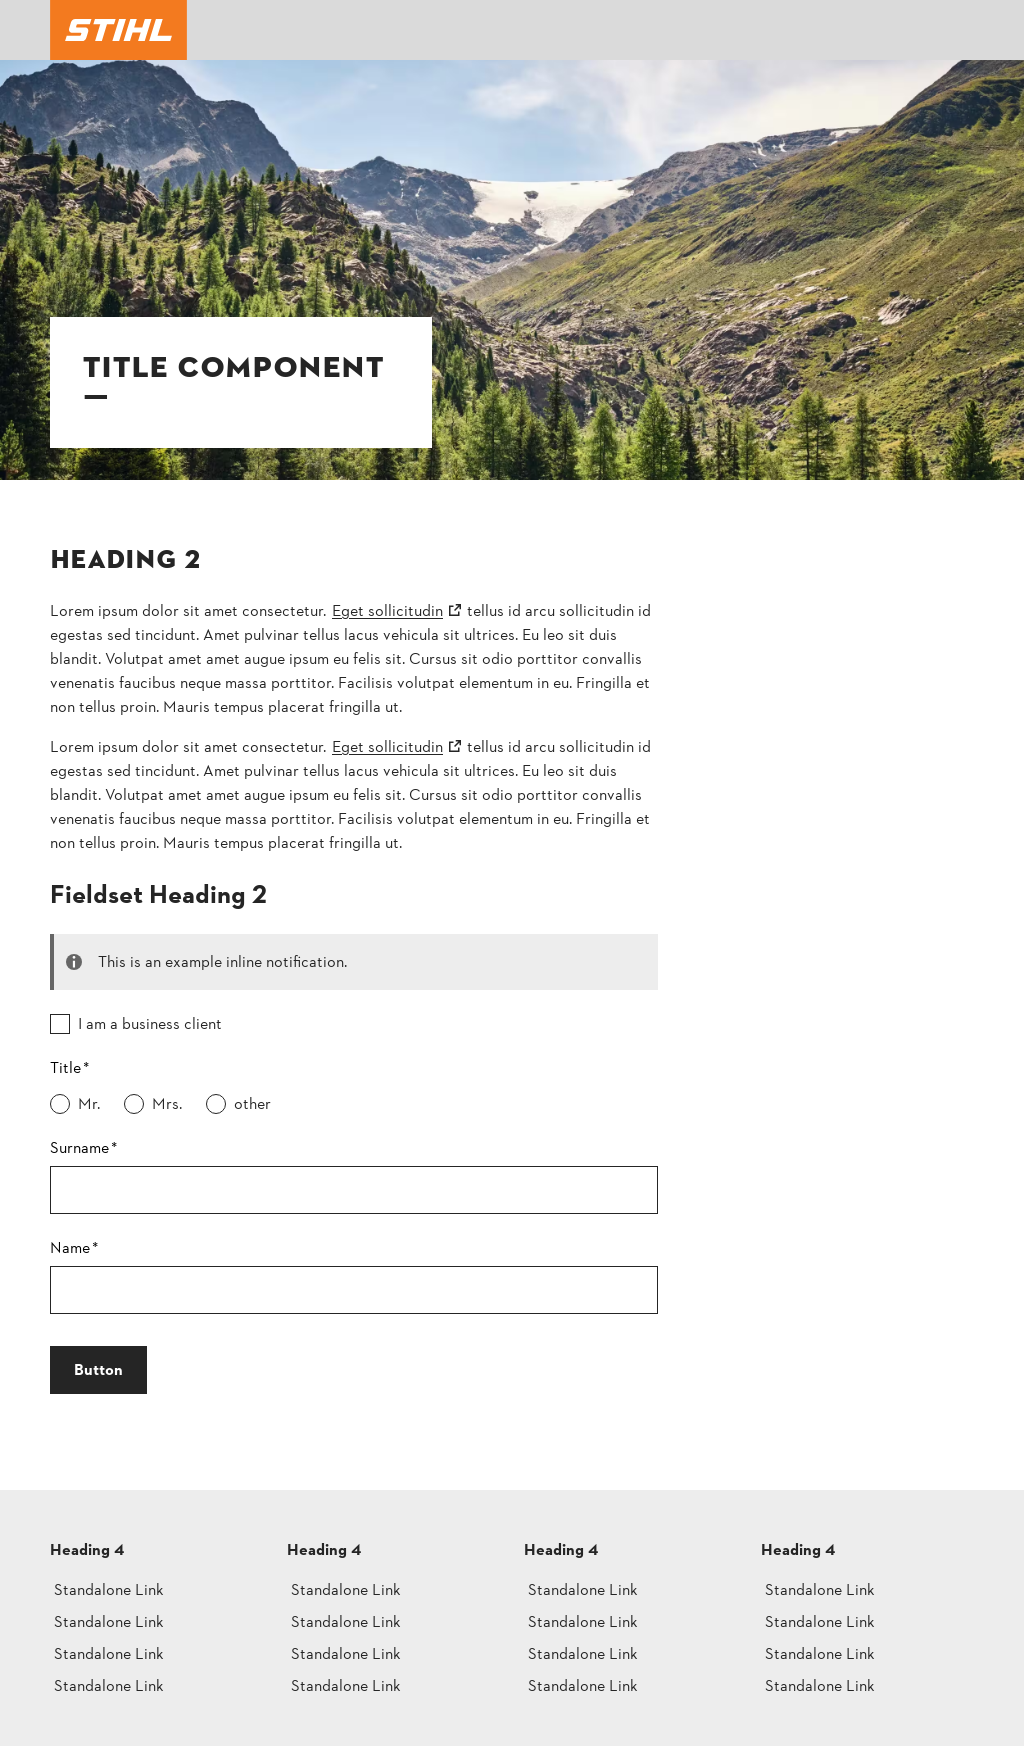 STIHL
TITLE COMPONENT
HEADING 2
Lorem ipsum dolor sit amet consectetur. Eget sollicitudin tellus id arcu sollicitudin id
egestas sed tincidunt. Amet pulvinar tellus lacus vehicula sit ultrices. Eu leo sit duis
blandit. Volutpat amet amet augue ipsum eu felis sit. Cursus sit odio porttitor convallis
venenatis faucibus neque massa porttitor. Facilisis volutpat elementum in eu. Fringilla et
non tellus proin. Mauris tempus placerat fringilla ut.
Lorem ipsum dolor sit amet consectetur. Eget sollicitudin tellus id arcu sollicitudin id
egestas sed tincidunt. Amet pulvinar tellus lacus vehicula sit ultrices. Eu leo sit duis
blandit. Volutpat amet amet augue ipsum eu felis sit. Cursus sit odio porttitor convallis
venenatis faucibus neque massa porttitor. Facilisis volutpat elementum in eu. Fringilla et
non tellus proin. Mauris tempus placerat fringilla ut.
Fieldset Heading 2
This is an example inline notification.
I am a business client
Title*
Mr. Mrs. other
Surname*
Name*
Button
Heading 4 Heading 4 Heading 4 Heading 4
Standalone Link Standalone Link Standalone Link Standalone Link
Standalone Link Standalone Link Standalone Link Standalone Link
Standalone Link Standalone Link Standalone Link Standalone Link
Standalone Link Standalone Link Standalone Link Standalone Link